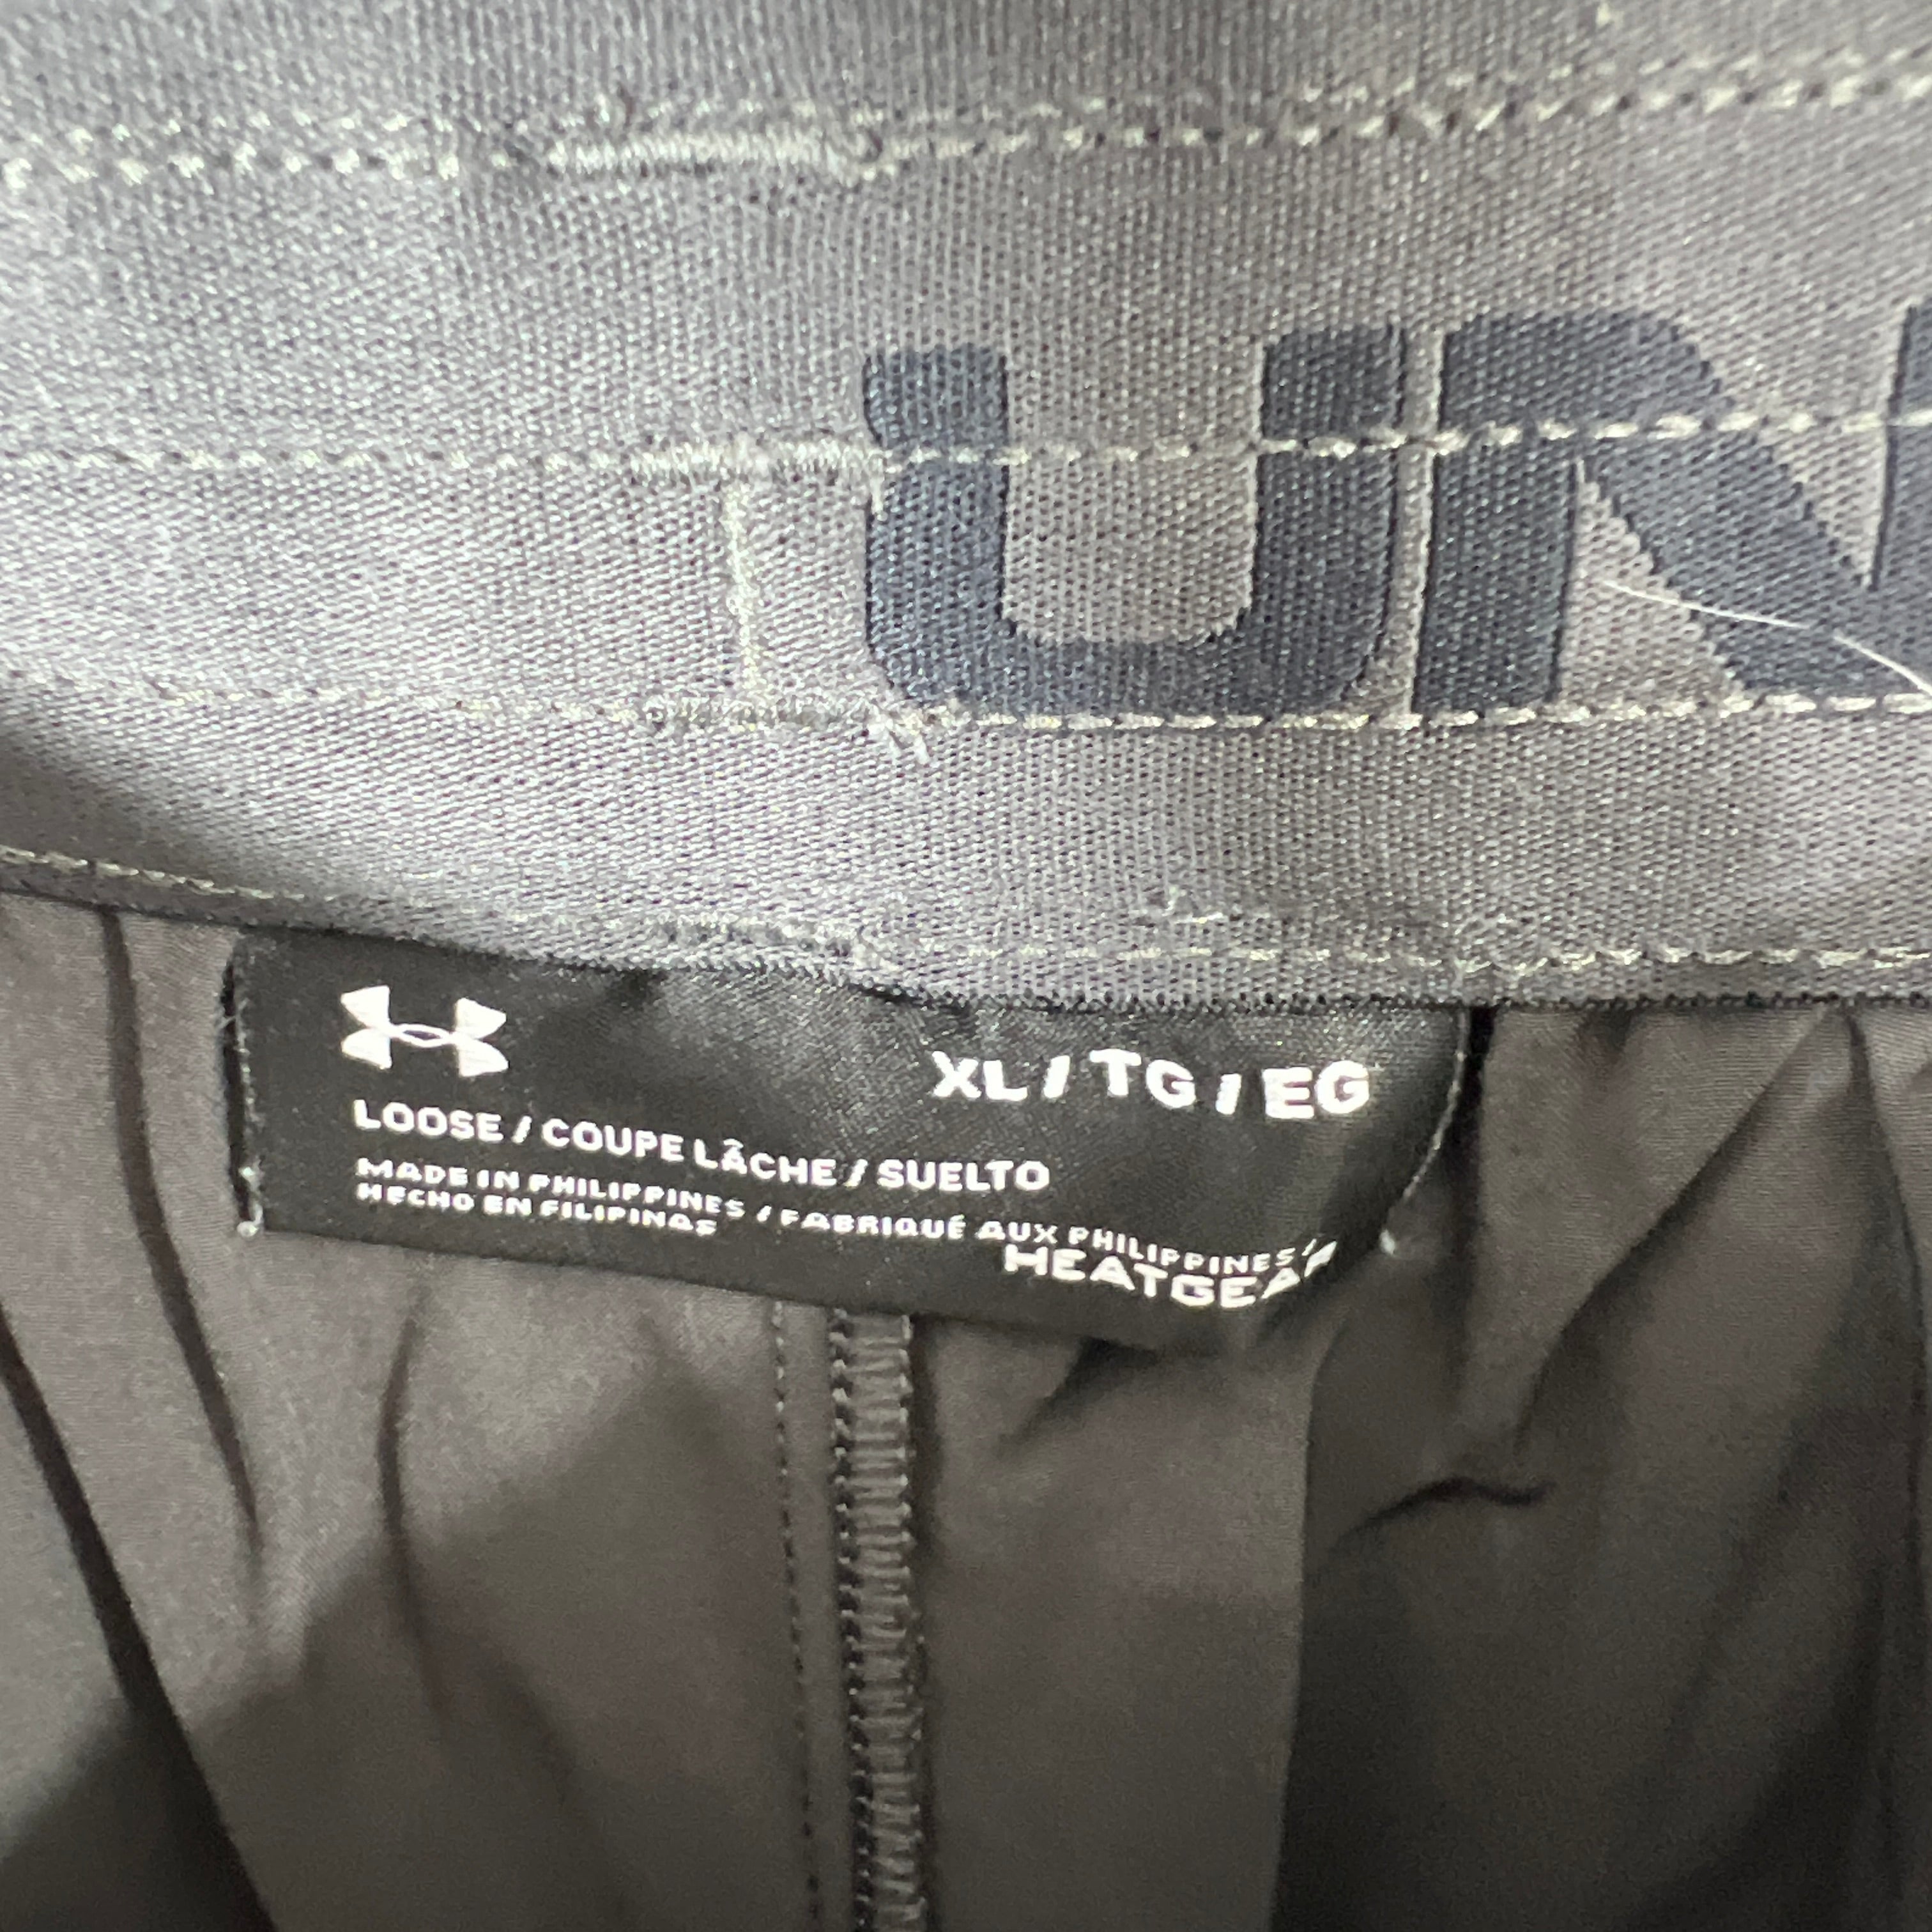 UN
XL / TG / EG
LOOSE / COUPE LÂCHE / SUELTO
MADE IN PHILIPPINES / FABRIQUÉ AUX PHILIPPINES /
HECHO EN FILIPINAS
HEATGEAR